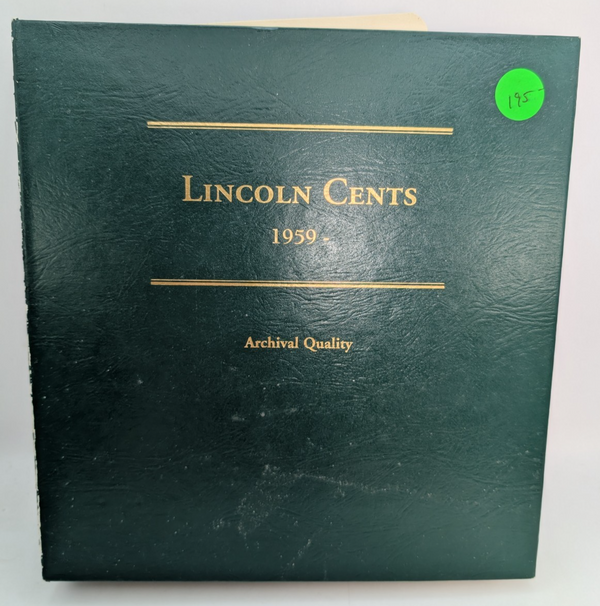 195-
LINCOLN CENTS
1959 -
Archival Quality